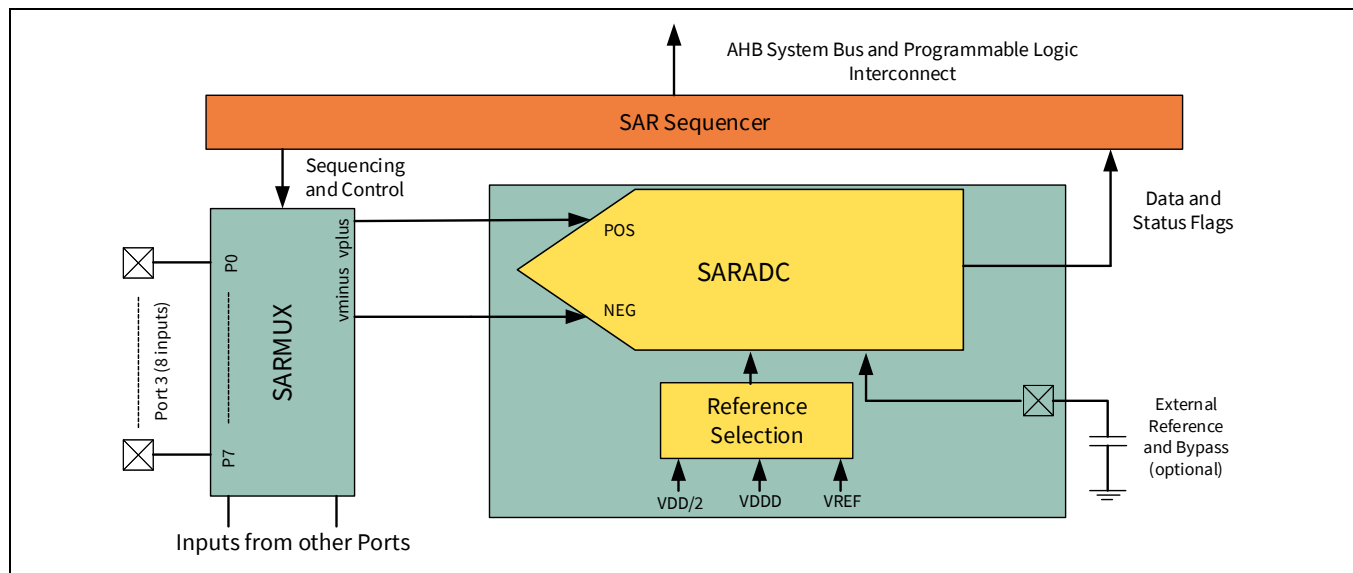 AHB System Bus and Programmable Logic
Interconnect
SAR Sequencer
Sequencing
and Control
Data and
Status Flags
vplus
vminus
P0
P7
SARMUX
Port 3 (8 inputs)
POS
NEG
SARADC
Reference
Selection
VDD/2
VDDD
VREF
External
Reference
and Bypass
(optional)
Inputs from other Ports